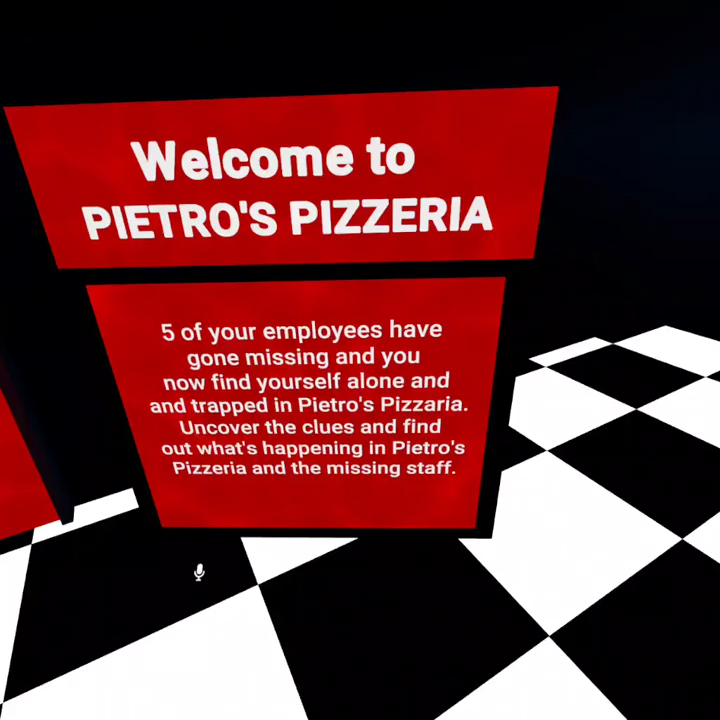 Welcome to
PIETRO'S PIZZERIA
5 of your employees have
gone missing and you
now find yourself alone and
and trapped in Pietro's Pizzaria.
Uncover the clues and find
out what's happening in Pietro's
Pizzeria and the missing staff.